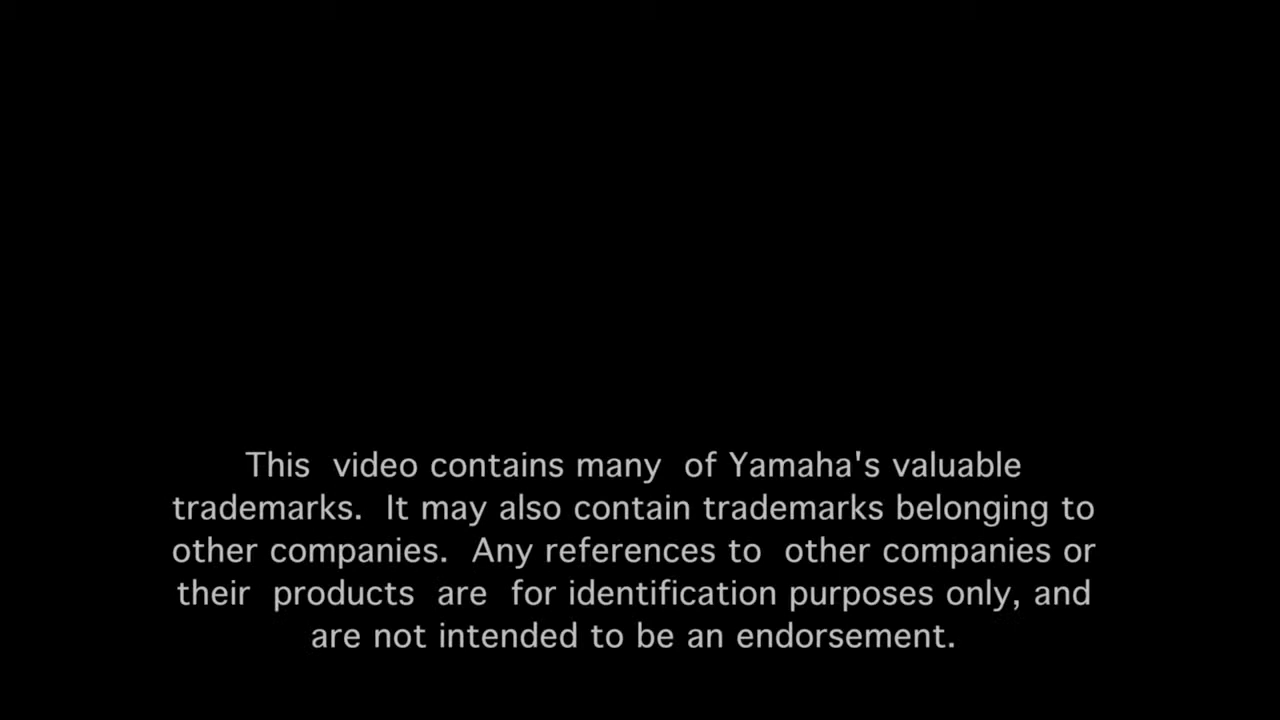 This  video contains many  of Yamaha's valuable
trademarks.  It may also contain trademarks belonging to
other companies.  Any references to  other companies or
their  products  are  for identification purposes only, and
are not intended to be an endorsement.